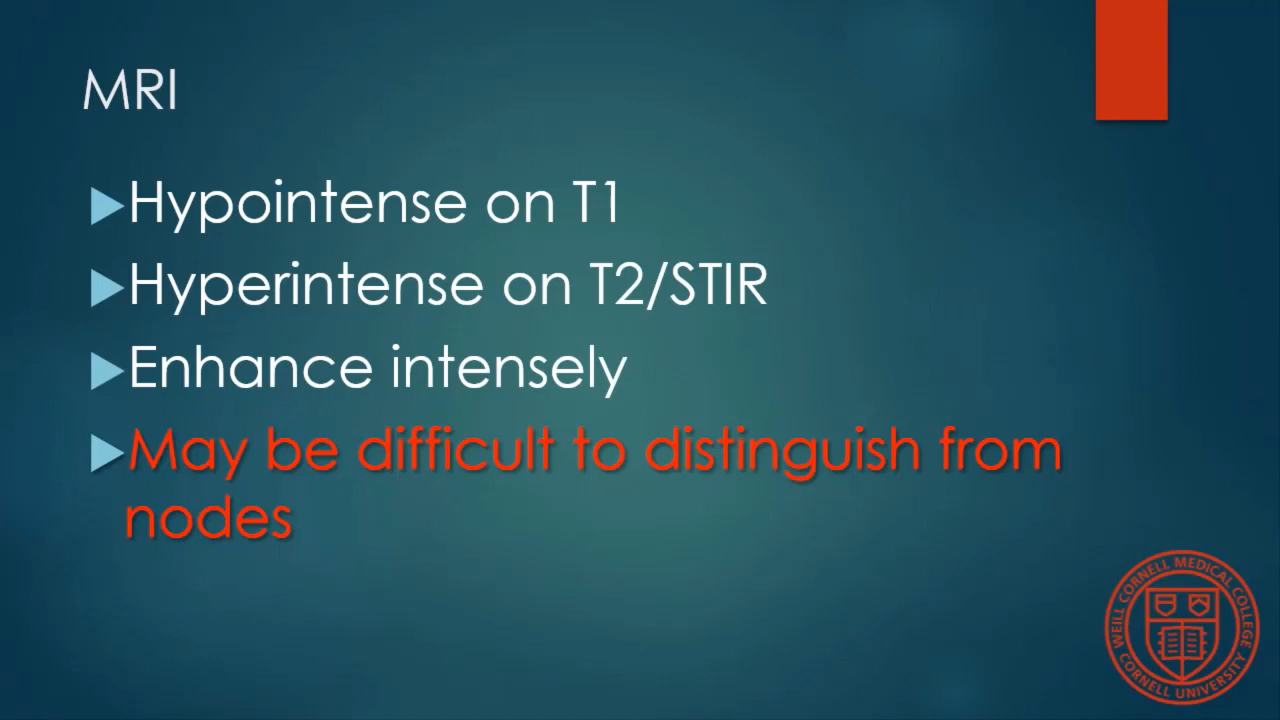 MRI
Hypointense on T1
Hyperintense on T2/STIR
Enhance intensely
May be difficult to distinguish from
nodes
WEILL CORNELL MEDICAL COLLEGE
CORNELL UNIVERSITY